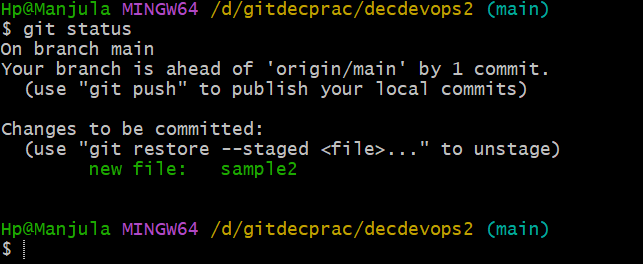 Hp@Manjula MINGW64 /d/gitdecprac/decdevops2 (main)
$ git status
On branch main
Your branch is ahead of 'origin/main' by 1 commit.
  (use "git push" to publish your local commits)

Changes to be committed:
  (use "git restore --staged <file>..." to unstage)
        new file:   sample2


Hp@Manjula MINGW64 /d/gitdecprac/decdevops2 (main)
$